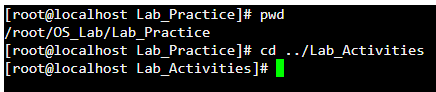 [root@localhost Lab_Practice]# pwd
/root/OS_Lab/Lab_Practice
[root@localhost Lab_Practice]# cd ../Lab_Activities
[root@localhost Lab_Activities]#